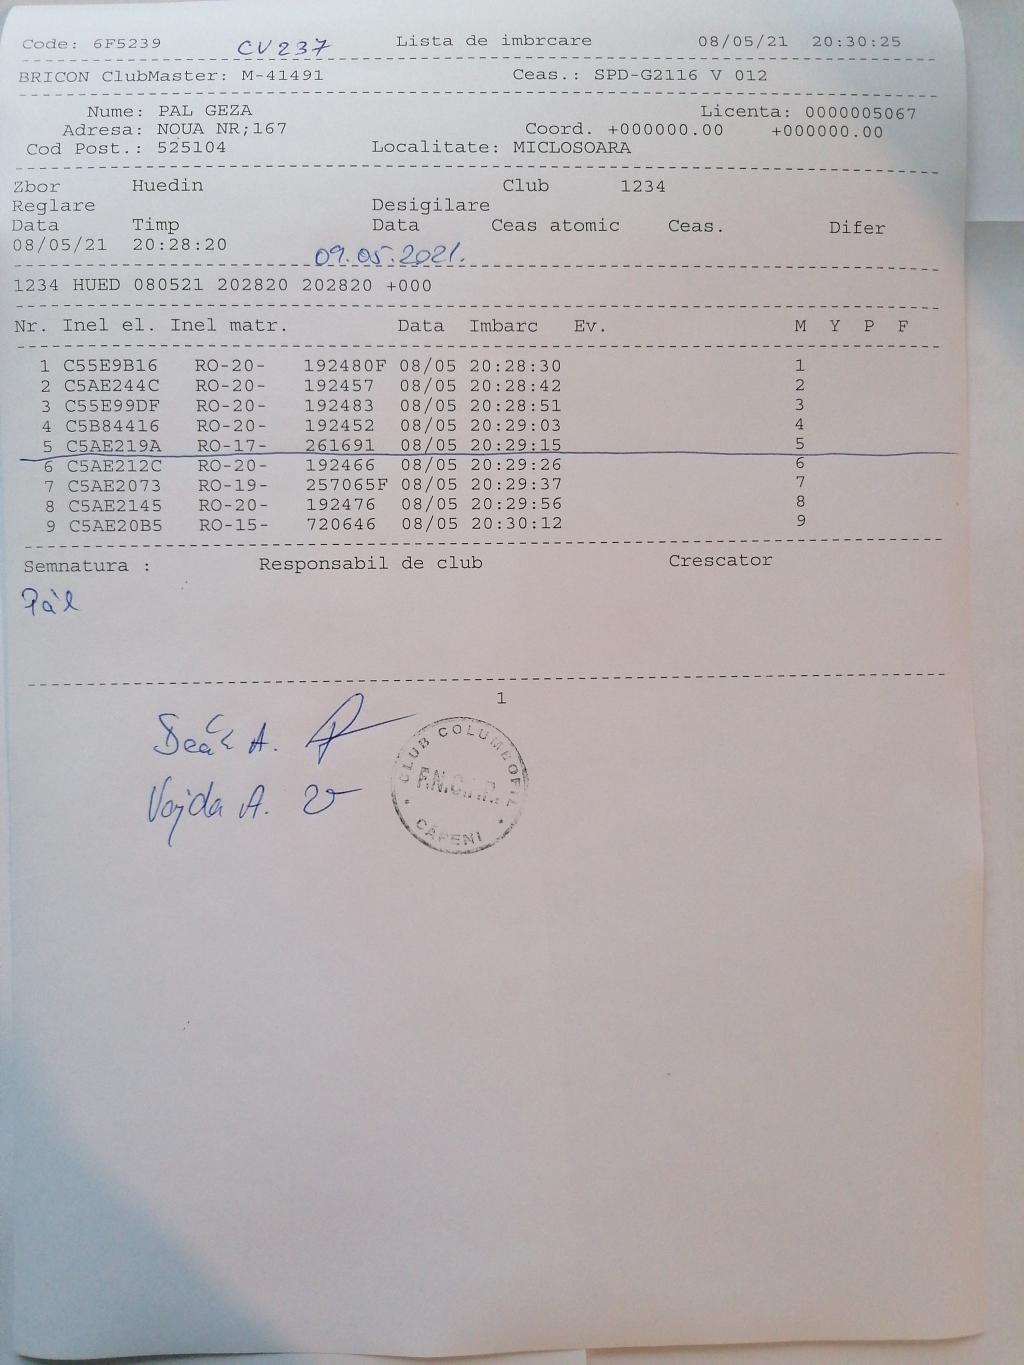 Code: 6F5239 CV237 Lista de imbrcare 08/05/21 20:30:25
BRICON ClubMaster: M-41491 Ceas.: SPD-G2116 V 012
Nume: PAL GEZA Licenta: 0000005067
Adresa: NOUA NR;167 Coord. +000000.00 +000000.00
Cod Post.: 525104 Localitate: MICLOSOARA
Zbor Huedin Club 1234
Reglare Desigilare
Data Timp Data Ceas atomic Ceas. Difer
08/05/21 20:28:20 09.05.2021.
1234 HUED 080521 202820 202820 +000
Nr. Inel el. Inel matr. Data Imbarc Ev. M Y P F
1 C55E9B16 RO-20- 192480F 08/05 20:28:30 1
2 C5AE244C RO-20- 192457 08/05 20:28:42 2
3 C55E99DF RO-20- 192483 08/05 20:28:51 3
4 C5B84416 RO-20- 192452 08/05 20:29:03 4
5 C5AE219A RO-17- 261691 08/05 20:29:15 5
6 C5AE212C RO-20- 192466 08/05 20:29:26 6
7 C5AE2073 RO-19- 257065F 08/05 20:29:37 7
8 C5AE2145 RO-20- 192476 08/05 20:29:56 8
9 C5AE20B5 RO-15- 720646 08/05 20:30:12 9
Semnatura : Responsabil de club Crescator
Pál
1
Deák A.
Vajda A.
CLUB COLUMBOFIL
F.N.C.P.R.
CĂPENI